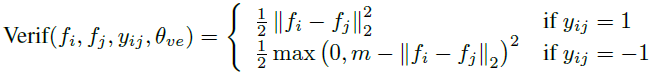 Verif(f_i, f_j, y_ij, θ_ve) = { ½ ‖f_i − f_j‖₂² if y_ij = 1
½ max (0, m − ‖f_i − f_j‖₂)² if y_ij = −1